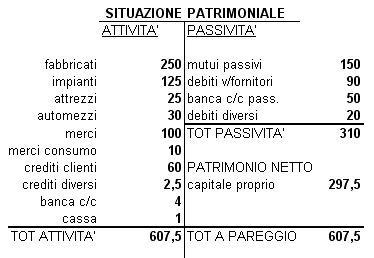 SITUAZIONE PATRIMONIALE
ATTIVITA' PASSIVITA'
fabbricati 250 mutui passivi 150
impianti 125 debiti v/fornitori 90
attrezzi 25 banca c/c pass. 50
automezzi 30 debiti diversi 20
merci 100 TOT PASSIVITA' 310
merci consumo 10
crediti clienti 60 PATRIMONIO NETTO
crediti diversi 2,5 capitale proprio 297,5
banca c/c 4
cassa 1
TOT ATTIVITA' 607,5 TOT A PAREGGIO 607,5